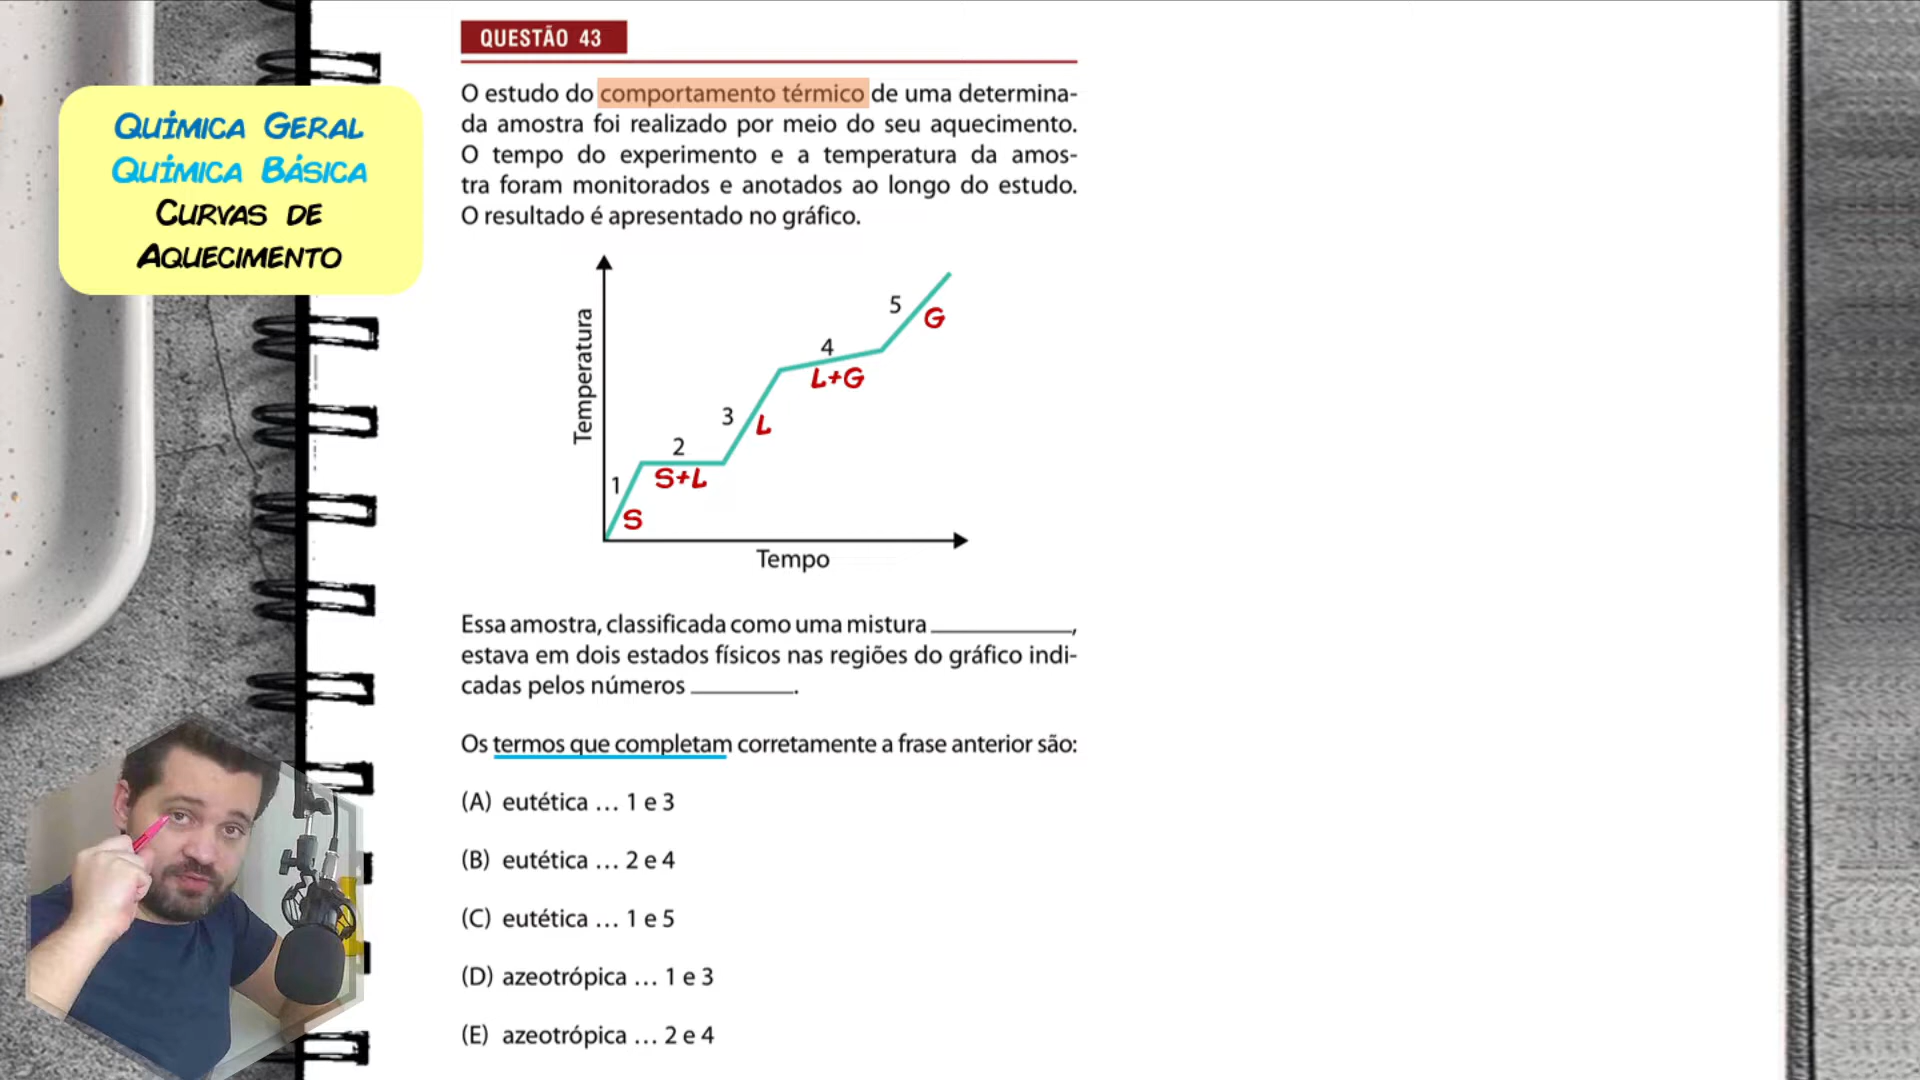 QUÍMICA GERAL
QUÍMICA BÁSICA
CURVAS DE
AQUECIMENTO
QUESTÃO 43
O estudo do comportamento térmico de uma determina-
da amostra foi realizado por meio do seu aquecimento.
O tempo do experimento e a temperatura da amos-
tra foram monitorados e anotados ao longo do estudo.
O resultado é apresentado no gráfico.
Temperatura
5
G
4
L+G
3
L
2
S+L
1
S
Tempo
Essa amostra, classificada como uma mistura ____________,
estava em dois estados físicos nas regiões do gráfico indi-
cadas pelos números _________.
Os termos que completam corretamente a frase anterior são:
(A) eutética … 1 e 3
(B) eutética … 2 e 4
(C) eutética … 1 e 5
(D) azeotrópica … 1 e 3
(E) azeotrópica … 2 e 4